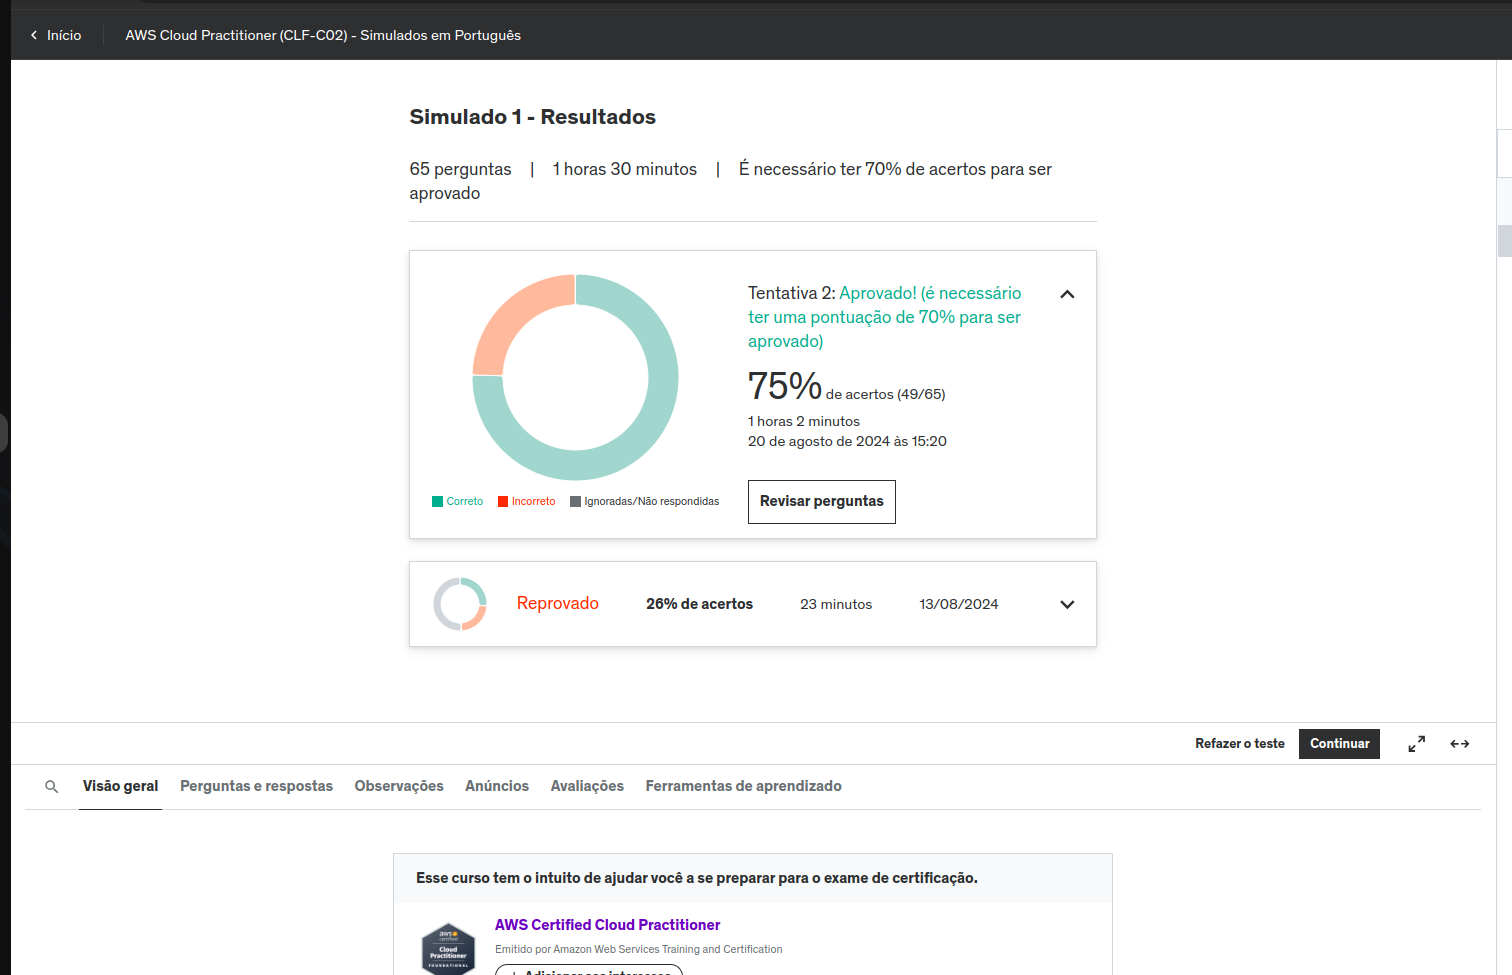 Início
AWS Cloud Practitioner (CLF-C02) - Simulados em Português
Simulado 1 - Resultados
65 perguntas | 1 horas 30 minutos | É necessário ter 70% de acertos para ser
aprovado
Tentativa 2: Aprovado! (é necessário
ter uma pontuação de 70% para ser
aprovado)
75% de acertos (49/65)
1 horas 2 minutos
20 de agosto de 2024 às 15:20
Correto Incorreto Ignoradas/Não respondidas
Revisar perguntas
Reprovado 26% de acertos 23 minutos 13/08/2024
Refazer o teste Continuar
Visão geral Perguntas e respostas Observações Anúncios Avaliações Ferramentas de aprendizado
Esse curso tem o intuito de ajudar você a se preparar para o exame de certificação.
AWS Certified Cloud Practitioner
Emitido por Amazon Web Services Training and Certification
aws
certified
Cloud
Practitioner
FOUNDATIONAL
+ Adicionar aos interesses